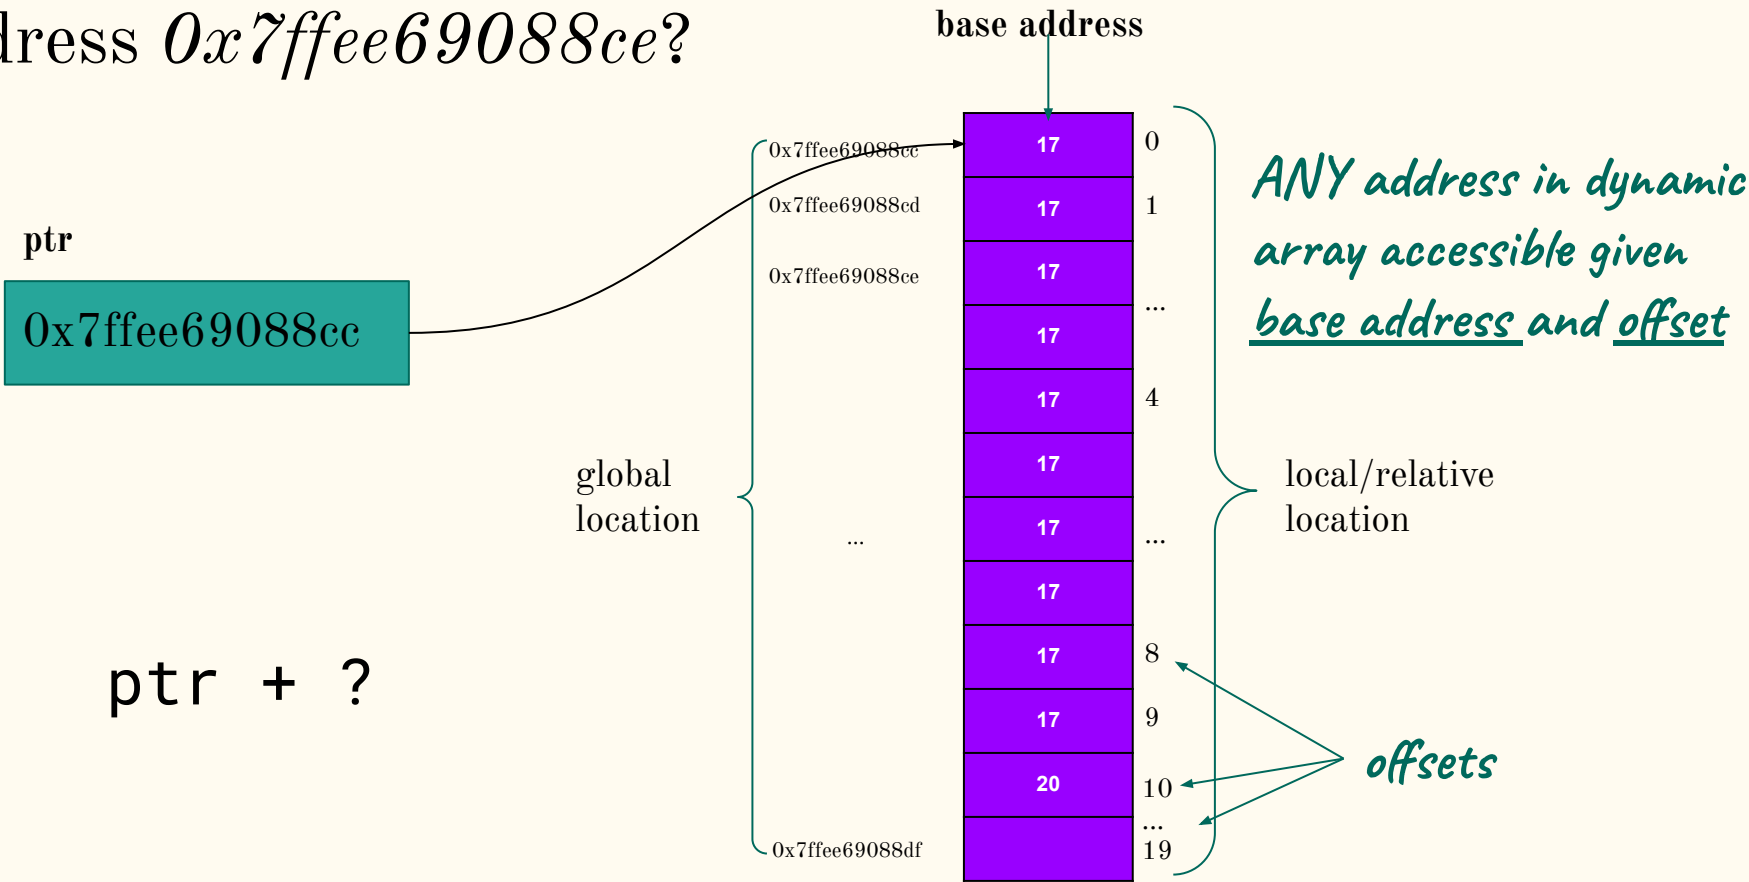 dress 0x7ffee69088ce?
base address
ptr
0x7ffee69088cc
ptr + ?
global
location
0x7ffee69088cc
0x7ffee69088cd
0x7ffee69088ce
...
0x7ffee69088df
17
17
17
17
17
17
17
17
17
17
20
0
1
...
4
...
8
9
10
...
19
ANY address in dynamic
array accessible given
base address and offset
local/relative
location
offsets